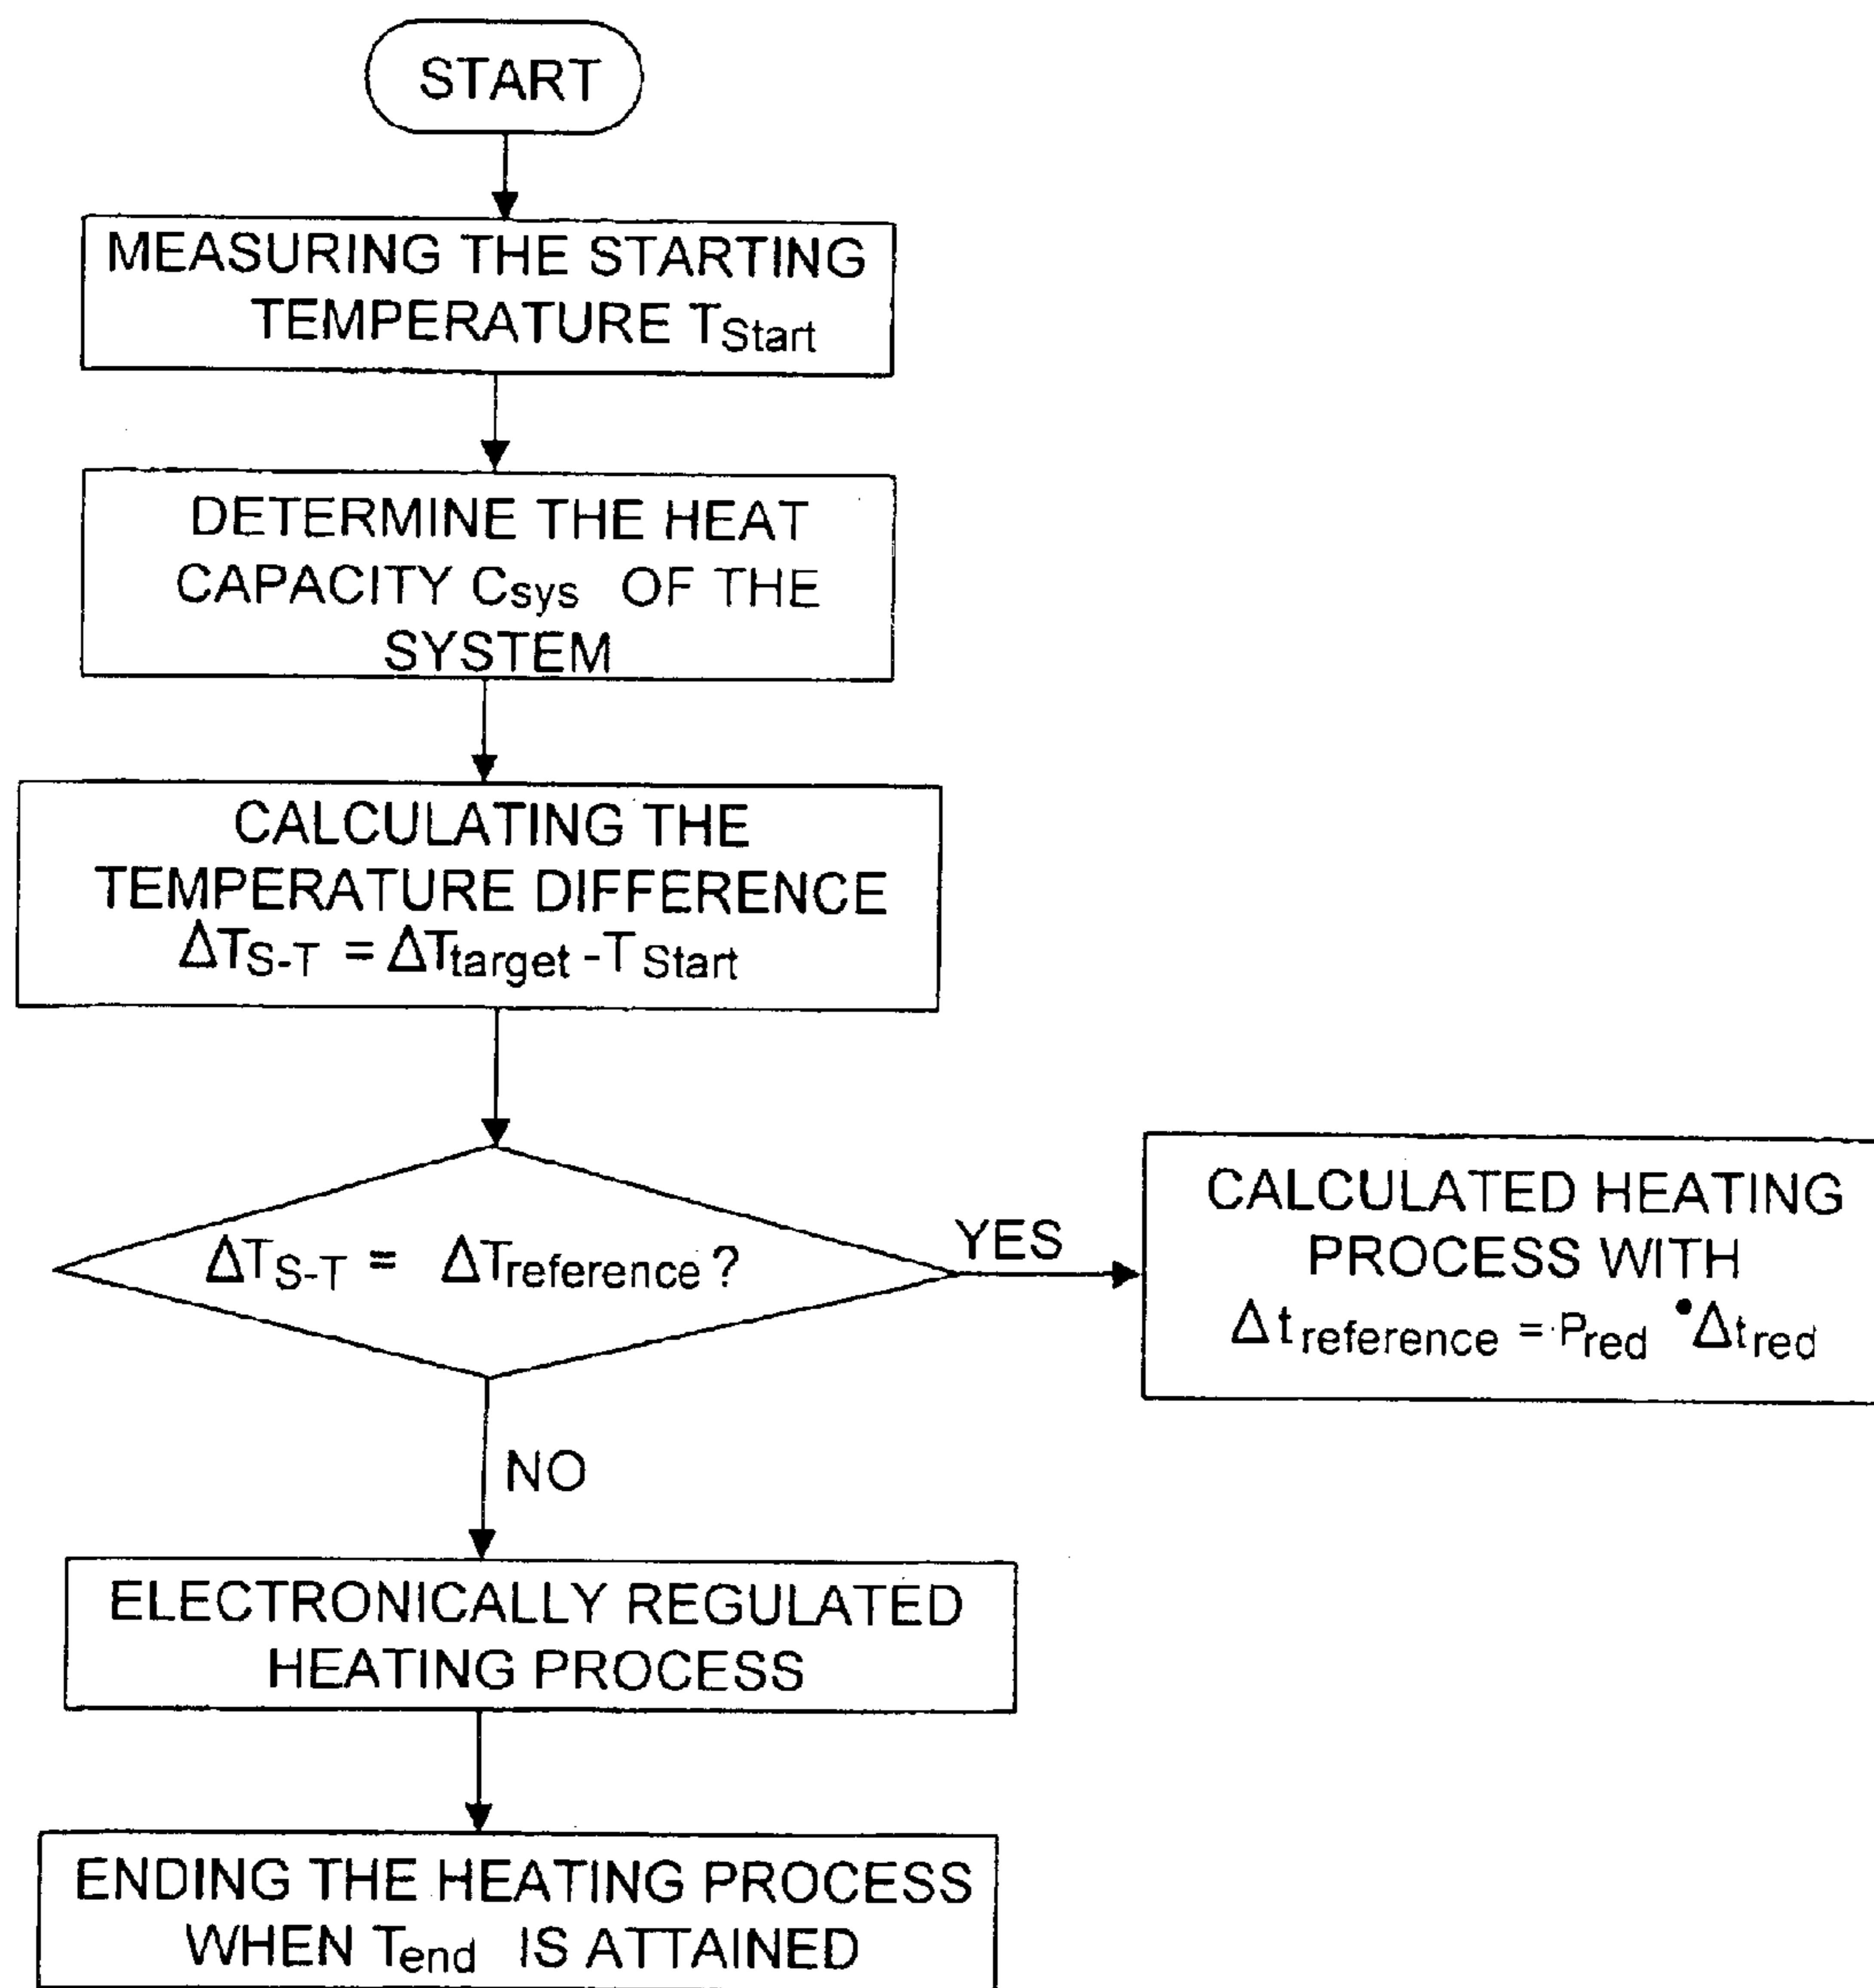 START
MEASURING THE STARTING
TEMPERATURE TStart
DETERMINE THE HEAT
CAPACITY Csys OF THE
SYSTEM
CALCULATING THE
TEMPERATURE DIFFERENCE
ΔTS-T = ΔTtarget - T Start
ΔTS-T = ΔTreference ?
YES
CALCULATED HEATING
PROCESS WITH
Δt reference = Pred • Δtred
NO
ELECTRONICALLY REGULATED
HEATING PROCESS
ENDING THE HEATING PROCESS
WHEN Tend IS ATTAINED